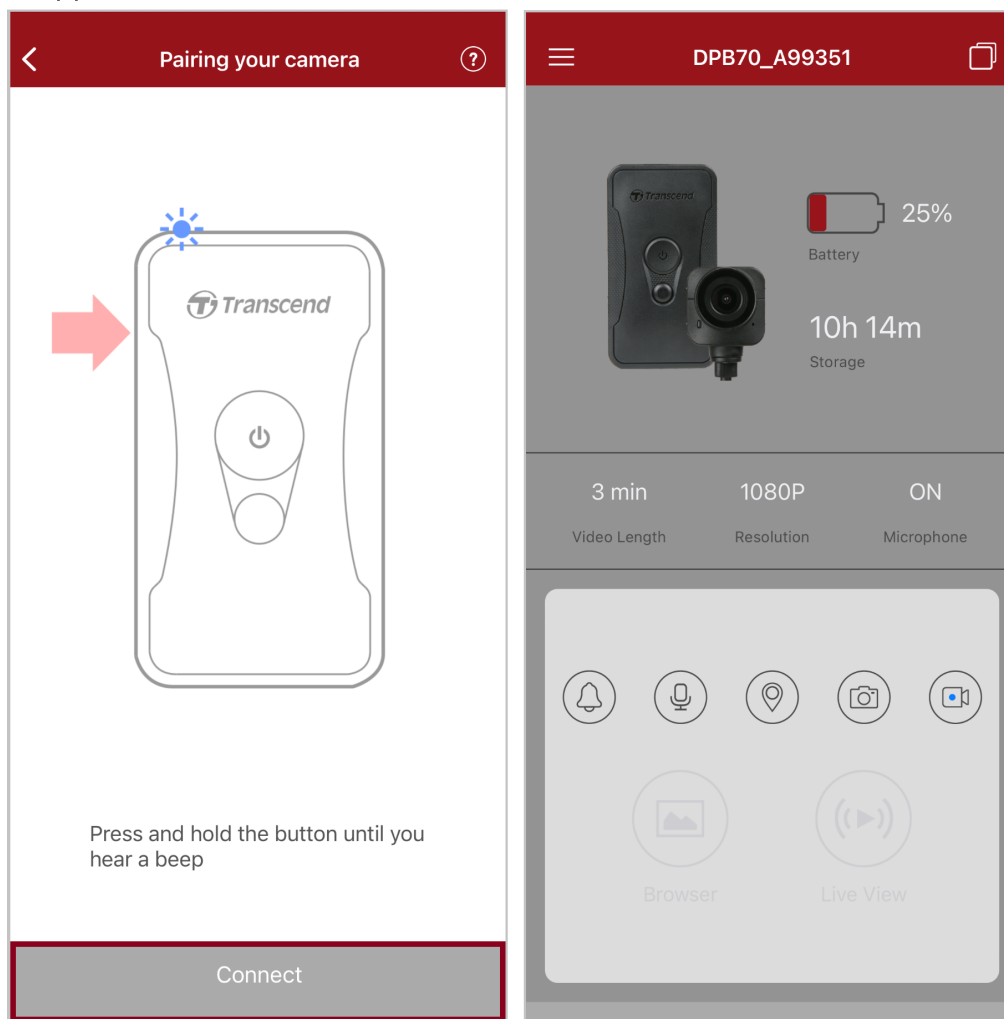 Pairing your camera
?
Transcend
Press and hold the button until you
hear a beep
Connect
DPB70_A99351
Transcend
25%
Battery
10h 14m
Storage
3 min
1080P
ON
Video Length
Resolution
Microphone
Browser
Live View